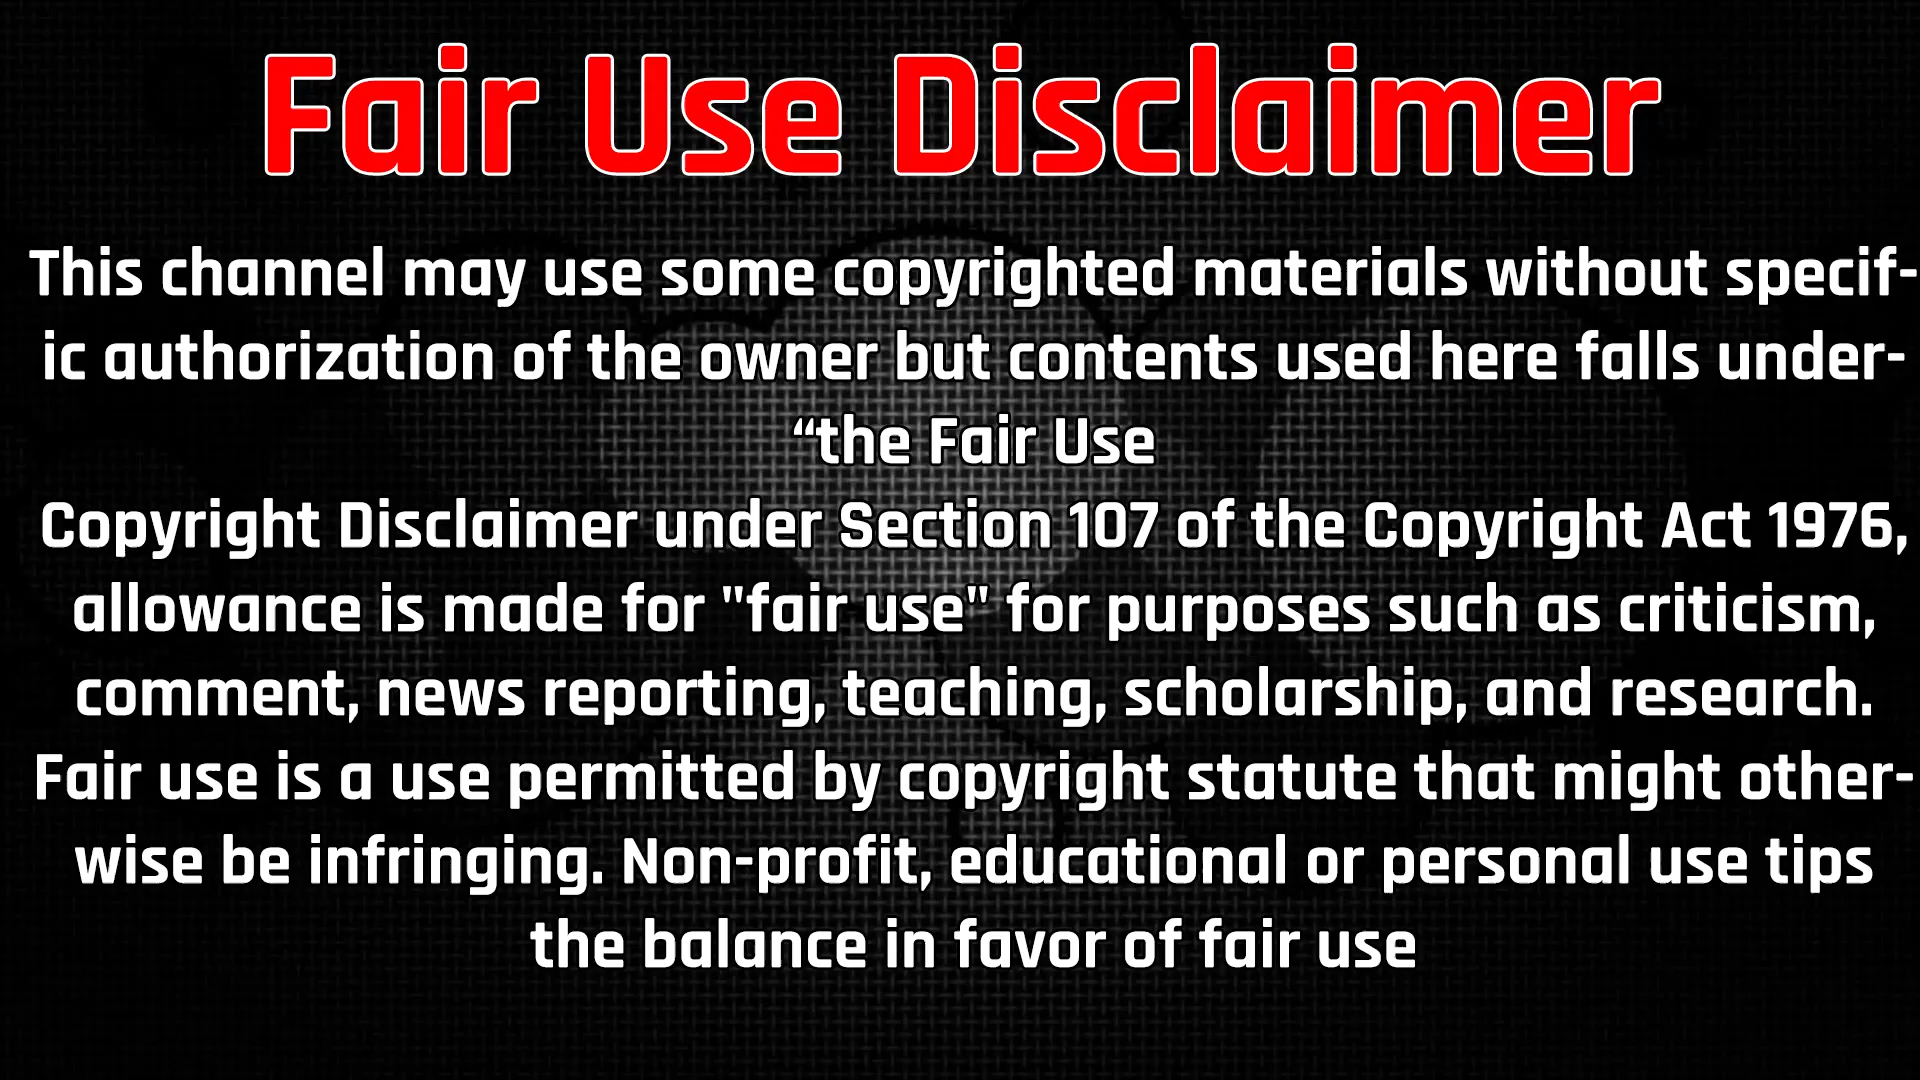 Fair Use Disclaimer
This channel may use some copyrighted materials without specif-
ic authorization of the owner but contents used here falls under-
“the Fair Use
Copyright Disclaimer under Section 107 of the Copyright Act 1976,
allowance is made for "fair use" for purposes such as criticism,
comment, news reporting, teaching, scholarship, and research.
Fair use is a use permitted by copyright statute that might other-
wise be infringing. Non-profit, educational or personal use tips
the balance in favor of fair use